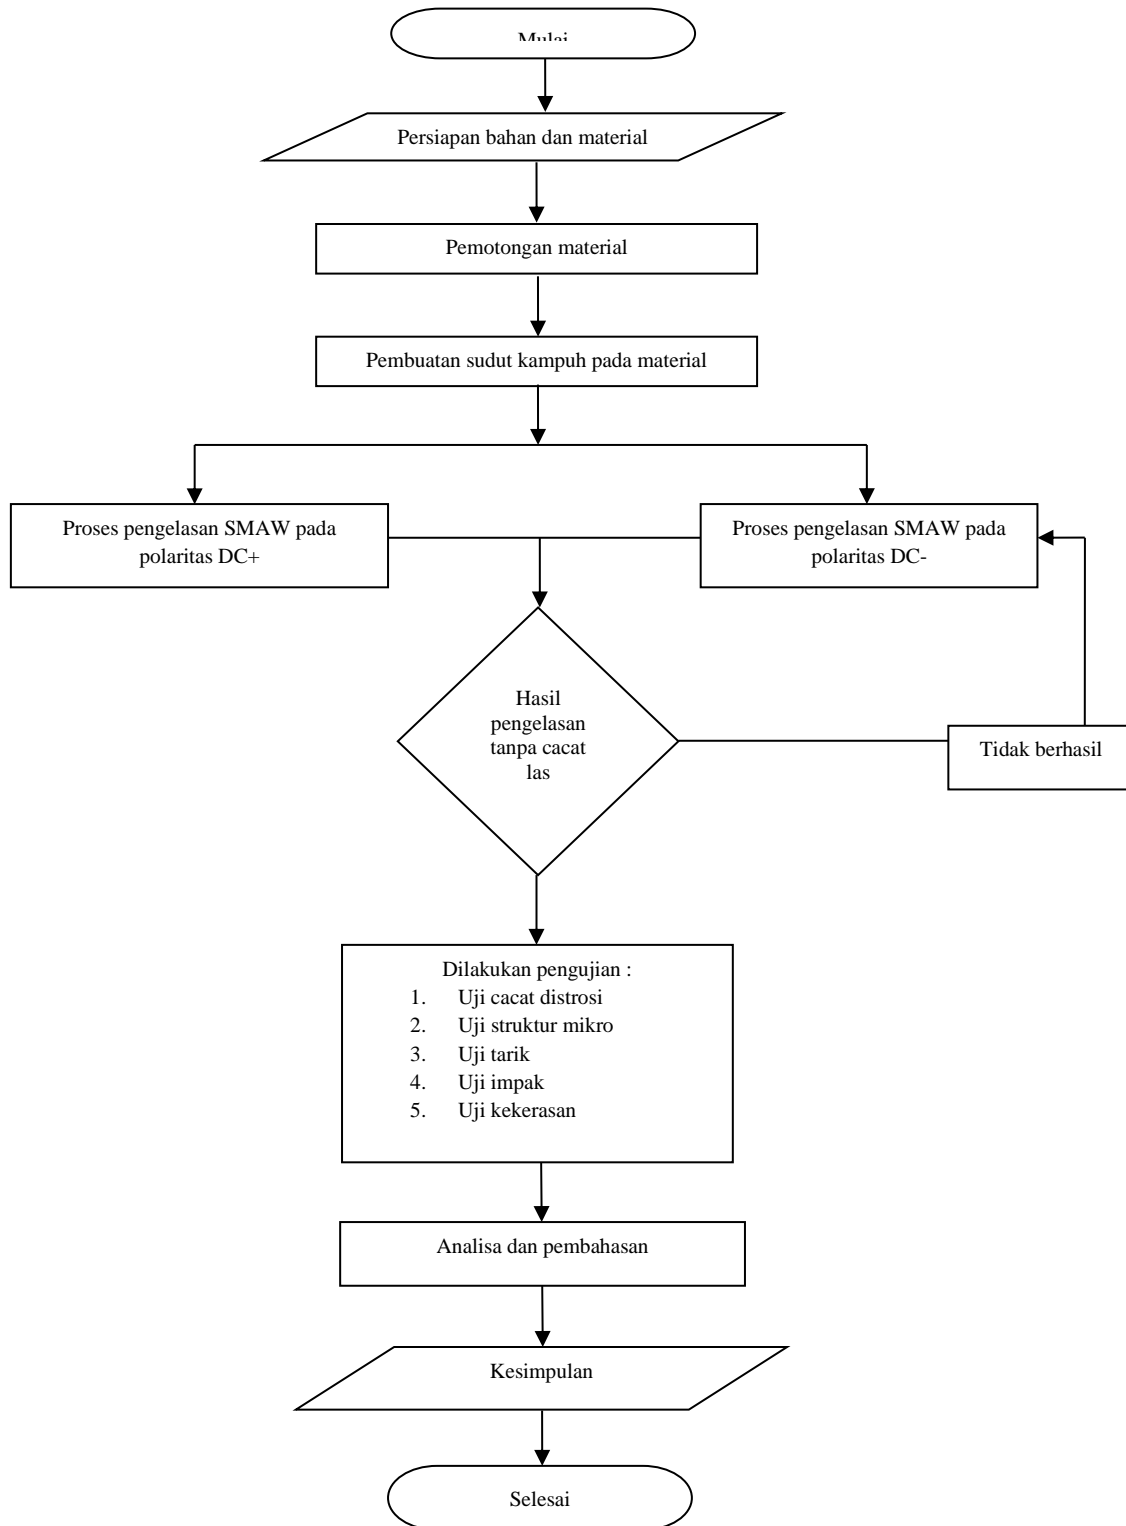 Mulai
Persiapan bahan dan material
Pemotongan material
Pembuatan sudut kampuh pada material
Proses pengelasan SMAW pada
polaritas DC+
Proses pengelasan SMAW pada
polaritas DC-
Hasil
pengelasan
tanpa cacat
las
Tidak berhasil
Dilakukan pengujian :
1. Uji cacat distrosi
2. Uji struktur mikro
3. Uji tarik
4. Uji impak
5. Uji kekerasan
Analisa dan pembahasan
Kesimpulan
Selesai